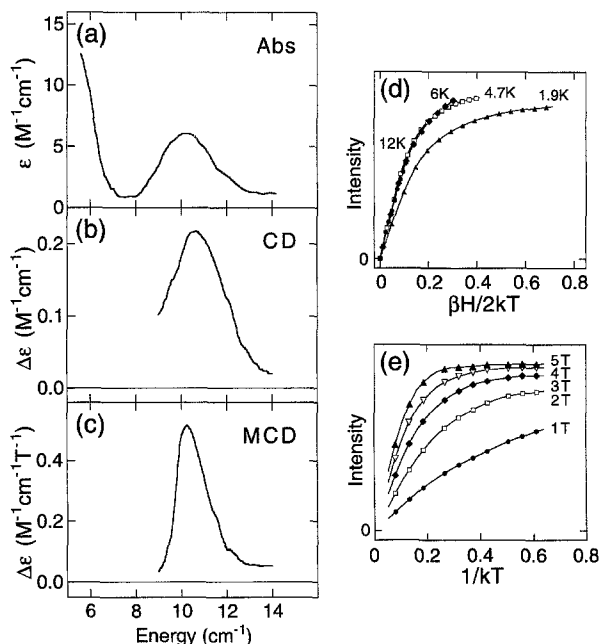 (a) Abs
15
10
5
0
ε (M⁻¹cm⁻¹)
(b) CD
0.2
0.1
0.0
Δε (M⁻¹cm⁻¹)
(c) MCD
0.4
0.2
0.0
Δε (M⁻¹cm⁻¹T⁻¹)
6 8 10 12 14
Energy (cm⁻¹)
(d)
6K 4.7K
1.9K
12K
Intensity
0
0.0 0.2 0.4 0.6 0.8
βH/2kT
(e)
5T
4T
3T
2T
1T
Intensity
0
0.0 0.2 0.4 0.6 0.8
1/kT